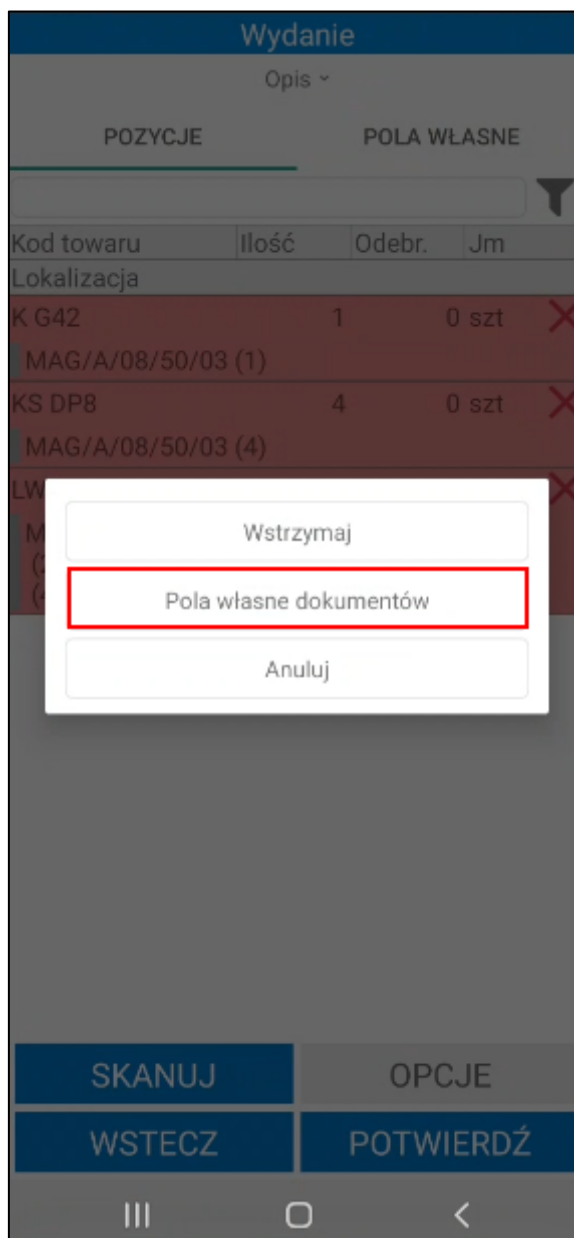 Wydanie
Opis
POZYCJE POLA WŁASNE
Kod towaru Ilość Odebr. Jm
Lokalizacja
K G42 1 0 szt
MAG/A/08/50/03 (1)
KS DP8 4 0 szt
MAG/A/08/50/03 (4)
LW
M
Wstrzymaj
Pola własne dokumentów
Anuluj
SKANUJ OPCJE
WSTECZ POTWIERDŹ